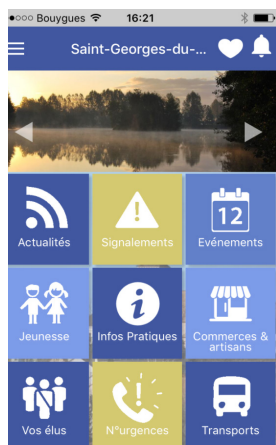 Bouygues 16:21
Saint-Georges-du-...
12
Actualités Signalements Evénements
Jeunesse Infos Pratiques Commerces &
artisans
Vos élus N°urgences Transports